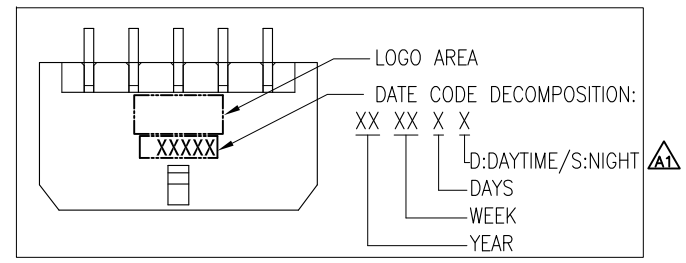 LOGO AREA
DATE CODE DECOMPOSITION:
XX XX X X
XXXXX
D:DAYTIME/S:NIGHT A1
DAYS
WEEK
YEAR